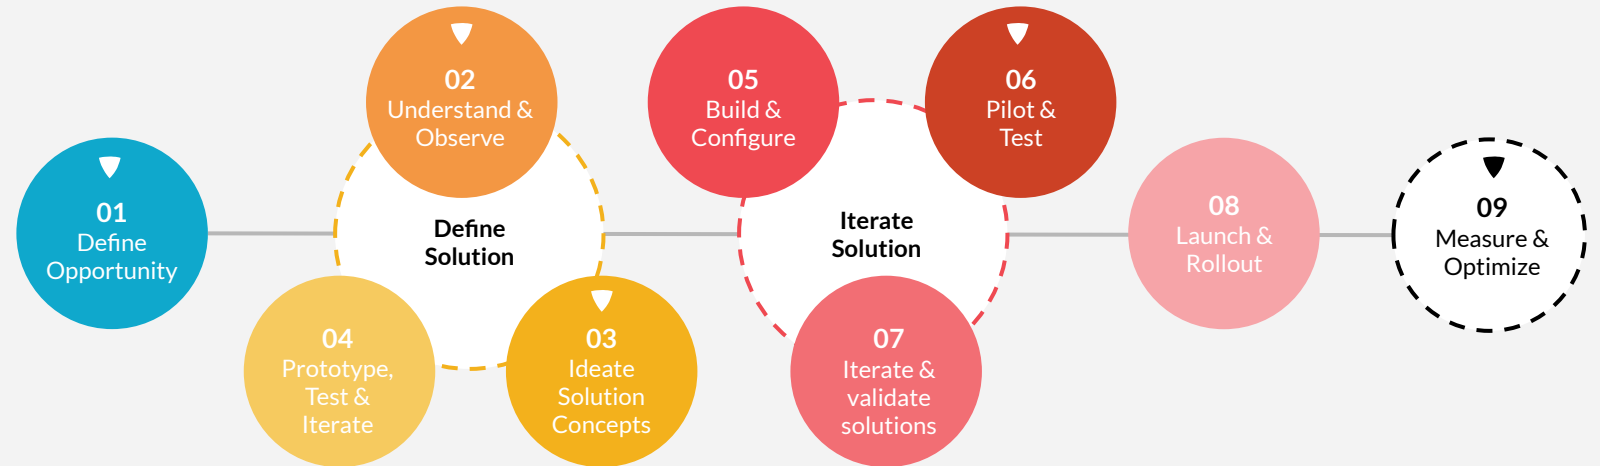 01
Define
Opportunity
02
Understand &
Observe
Define
Solution
03
Ideate
Solution
Concepts
04
Prototype,
Test &
Iterate
05
Build &
Configure
06
Pilot &
Test
Iterate
Solution
07
Iterate &
validate
solutions
08
Launch &
Rollout
09
Measure &
Optimize